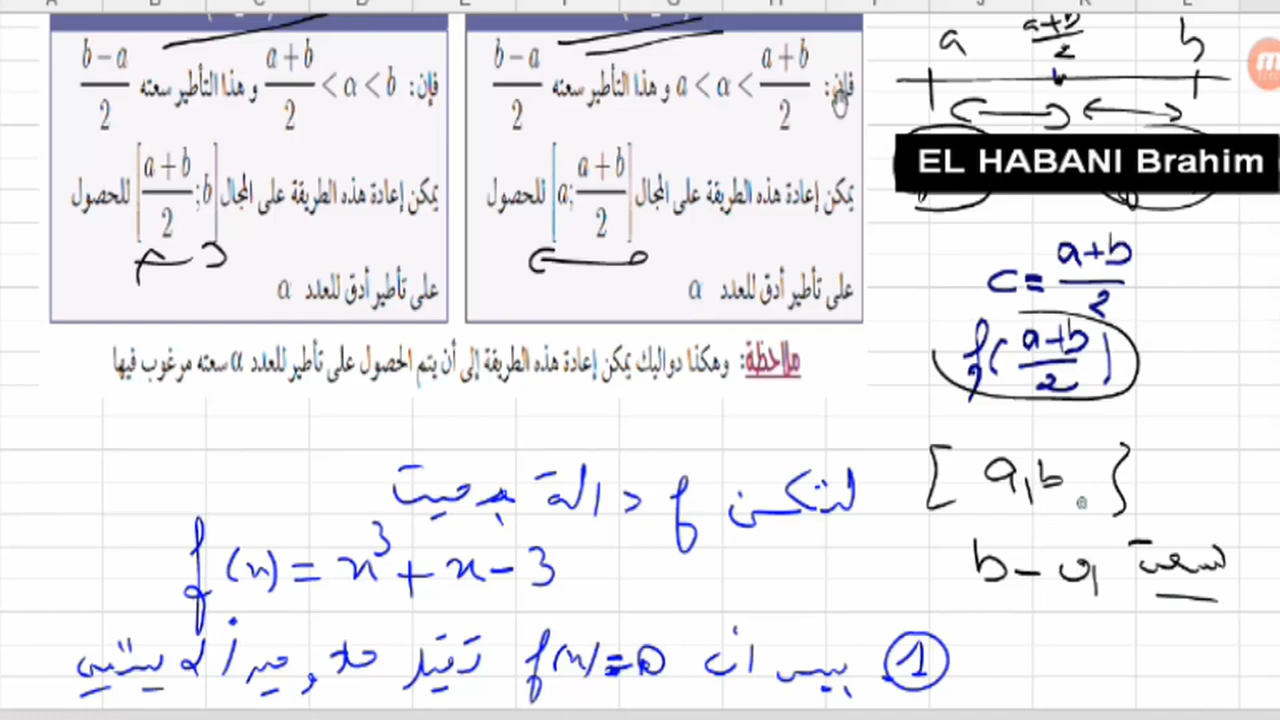 فإن: a < α < (a+b)/2 و هذا التأطير سعته (b−a)/2
يمكن إعادة هذه الطريقة على المجال [a; (a+b)/2] للحصول
على تأطير أدق للعدد α
فإن: (a+b)/2 < α < b و هذا التأطير سعته (b−a)/2
يمكن إعادة هذه الطريقة على المجال [(a+b)/2; b] للحصول
على تأطير أدق للعدد α
ملاحظة: وهكذا دواليك يمكن إعادة هذه الطريقة إلى أن يتم الحصول على تأطير للعدد α سعته مرغوب فيها
a (a+b)/2 b
EL HABANI Brahim
c = (a+b)/2
f((a+b)/2)
[a, b]
سعته b − a
لتكن f دالة بحيث
f(x) = x³ + x − 3
① بين أن f(x) = 0 تقبل حلا وحيدا